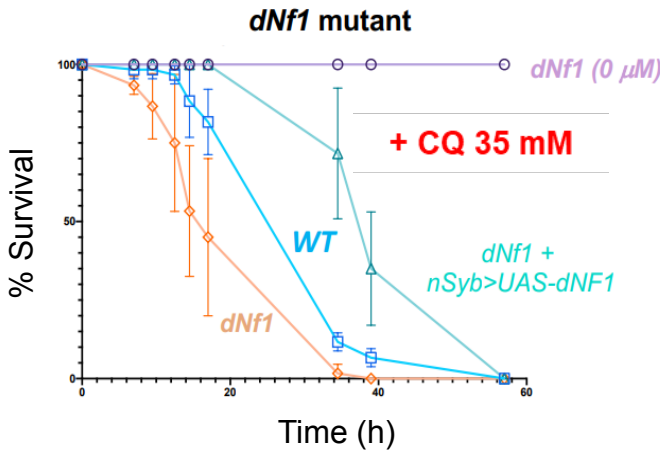 dNf1 mutant
100
dNf1 (0 μM)
+ CQ 35 mM
% Survival
50
WT
dNf1 +
nSyb>UAS-dNF1
dNf1
0
0
20
40
60
Time (h)